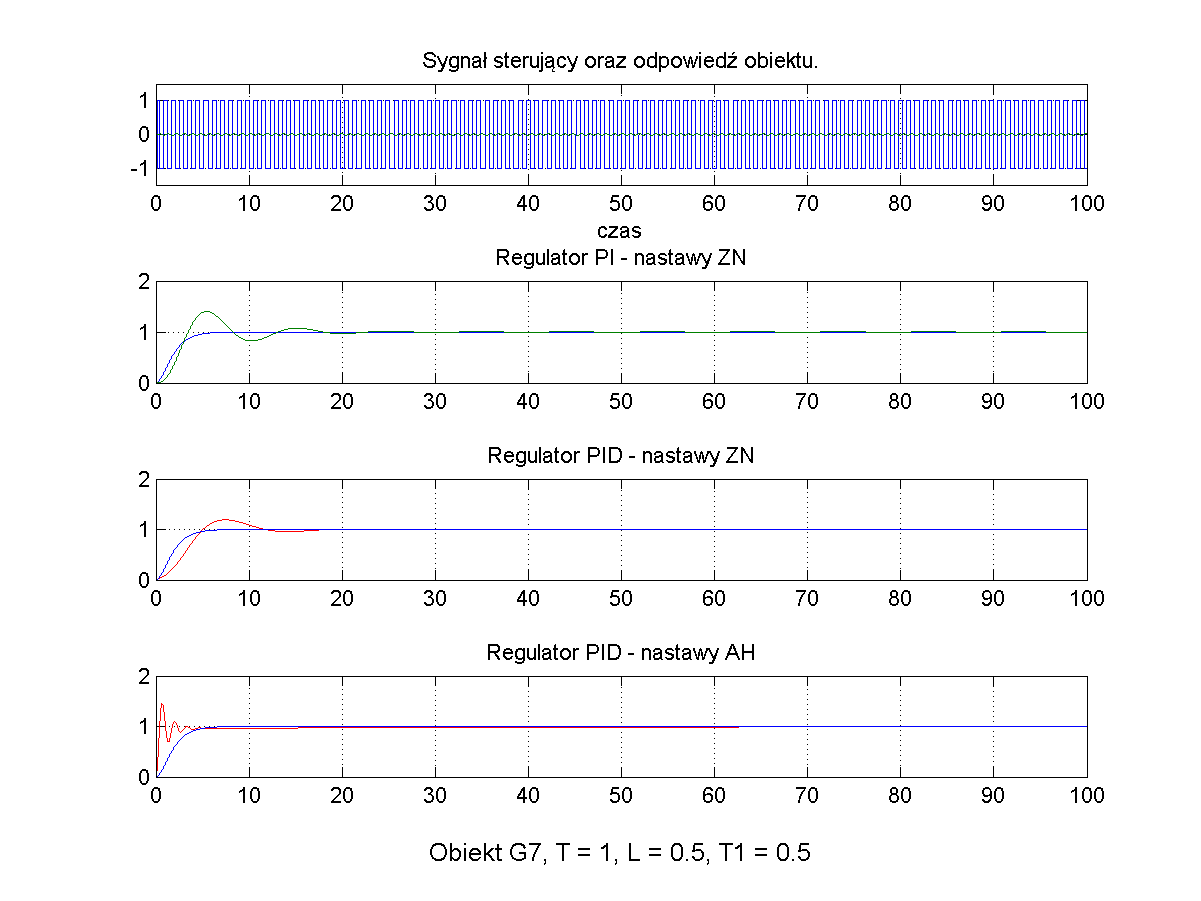 Sygnał sterujący oraz odpowiedź obiektu.
1
0
-1
0 10 20 30 40 50 60 70 80 90 100
czas
Regulator PI - nastawy ZN
2
1
0
0 10 20 30 40 50 60 70 80 90 100
Regulator PID - nastawy ZN
2
1
0
0 10 20 30 40 50 60 70 80 90 100
Regulator PID - nastawy AH
2
1
0
0 10 20 30 40 50 60 70 80 90 100
Obiekt G7, T = 1, L = 0.5, T1 = 0.5